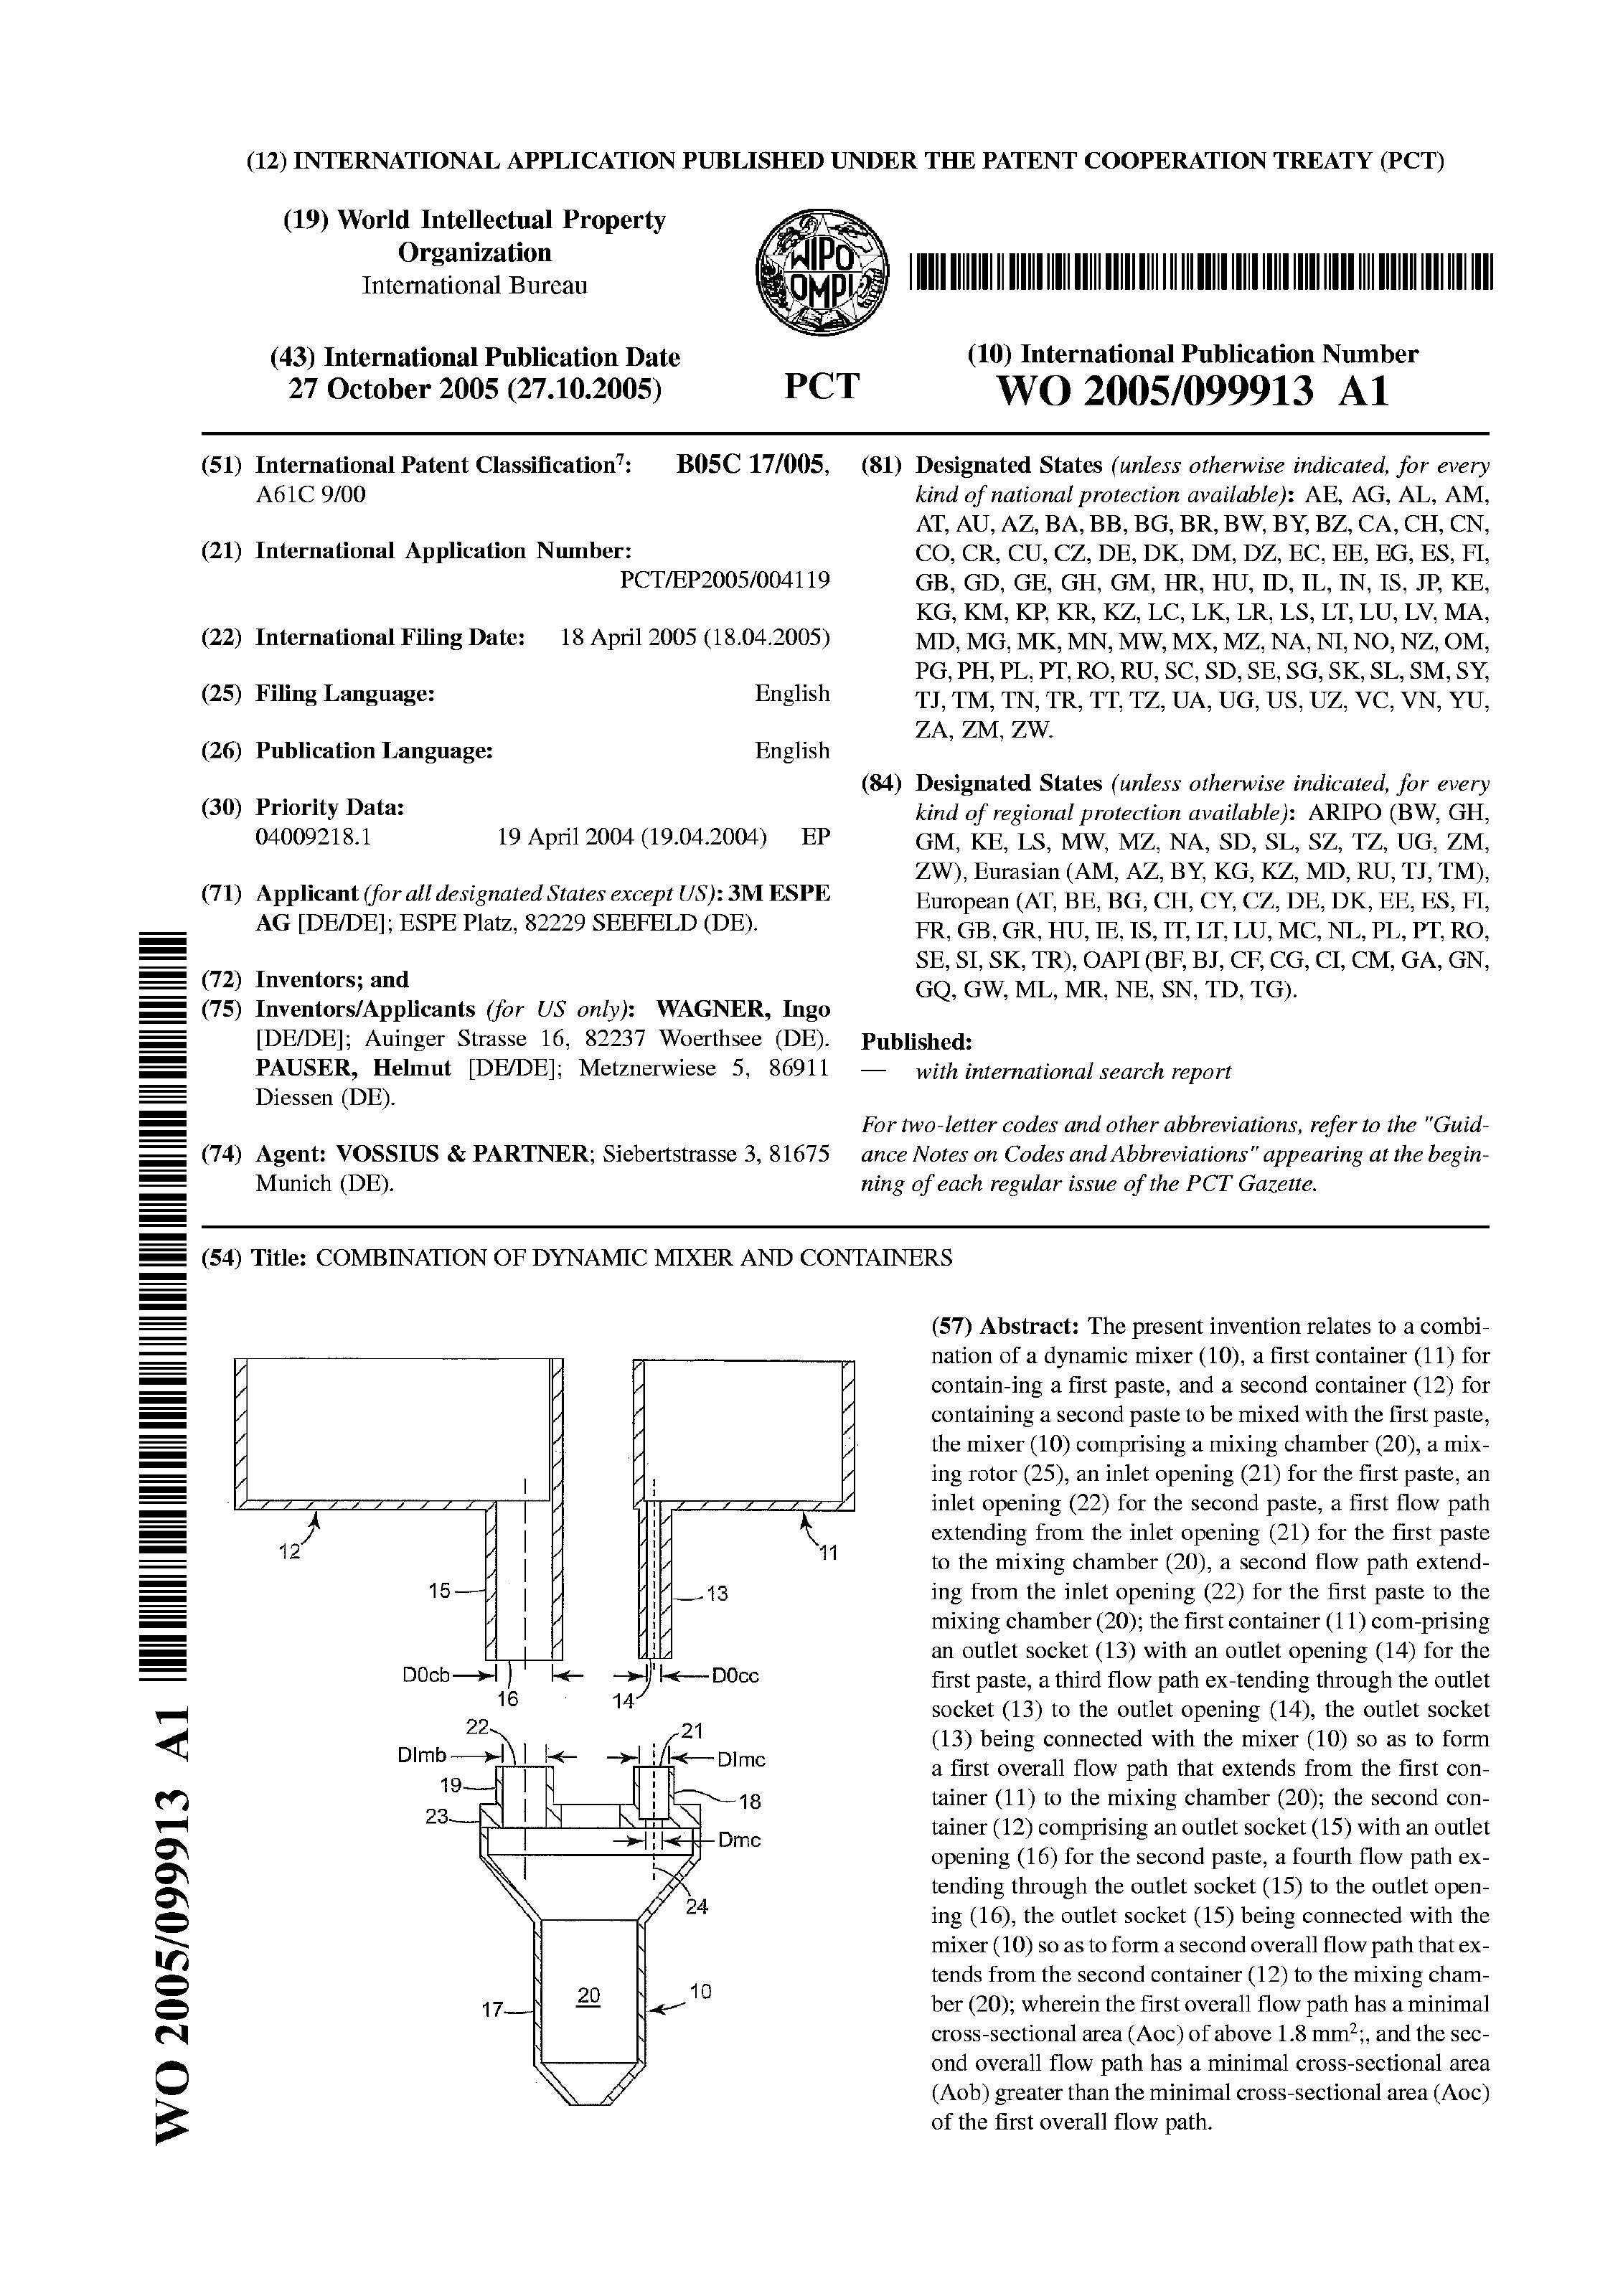 (12) INTERNATIONAL APPLICATION PUBLISHED UNDER THE PATENT COOPERATION TREATY (PCT)
(19) World Intellectual Property
Organization
International Bureau
WIPO
OMPI
(43) International Publication Date
27 October 2005 (27.10.2005)
PCT
(10) International Publication Number
WO 2005/099913 A1
(51) International Patent Classification⁷: B05C 17/005,
A61C 9/00
(21) International Application Number:
PCT/EP2005/004119
(22) International Filing Date: 18 April 2005 (18.04.2005)
(25) Filing Language: English
(26) Publication Language: English
(30) Priority Data:
04009218.1 19 April 2004 (19.04.2004) EP
(71) Applicant (for all designated States except US): 3M ESPE
AG [DE/DE]; ESPE Platz, 82229 SEEFELD (DE).
(72) Inventors; and
(75) Inventors/Applicants (for US only): WAGNER, Ingo
[DE/DE]; Auinger Strasse 16, 82237 Woerthsee (DE).
PAUSER, Helmut [DE/DE]; Metznerwiese 5, 86911
Diessen (DE).
(74) Agent: VOSSIUS & PARTNER; Siebertstrasse 3, 81675
Munich (DE).
(81) Designated States (unless otherwise indicated, for every
kind of national protection available): AE, AG, AL, AM,
AT, AU, AZ, BA, BB, BG, BR, BW, BY, BZ, CA, CH, CN,
CO, CR, CU, CZ, DE, DK, DM, DZ, EC, EE, EG, ES, FI,
GB, GD, GE, GH, GM, HR, HU, ID, IL, IN, IS, JP, KE,
KG, KM, KP, KR, KZ, LC, LK, LR, LS, LT, LU, LV, MA,
MD, MG, MK, MN, MW, MX, MZ, NA, NI, NO, NZ, OM,
PG, PH, PL, PT, RO, RU, SC, SD, SE, SG, SK, SL, SM, SY,
TJ, TM, TN, TR, TT, TZ, UA, UG, US, UZ, VC, VN, YU,
ZA, ZM, ZW.
(84) Designated States (unless otherwise indicated, for every
kind of regional protection available): ARIPO (BW, GH,
GM, KE, LS, MW, MZ, NA, SD, SL, SZ, TZ, UG, ZM,
ZW), Eurasian (AM, AZ, BY, KG, KZ, MD, RU, TJ, TM),
European (AT, BE, BG, CH, CY, CZ, DE, DK, EE, ES, FI,
FR, GB, GR, HU, IE, IS, IT, LT, LU, MC, NL, PL, PT, RO,
SE, SI, SK, TR), OAPI (BF, BJ, CF, CG, CI, CM, GA, GN,
GQ, GW, ML, MR, NE, SN, TD, TG).
Published:
— with international search report
For two-letter codes and other abbreviations, refer to the "Guid-
ance Notes on Codes and Abbreviations" appearing at the begin-
ning of each regular issue of the PCT Gazette.
(54) Title: COMBINATION OF DYNAMIC MIXER AND CONTAINERS
12
11
15
13
DOcb
DOcc
16
14
22
21
DImb
DImc
19
18
23
Dmc
24
20
10
17
(57) Abstract: The present invention relates to a combi-
nation of a dynamic mixer (10), a first container (11) for
contain-ing a first paste, and a second container (12) for
containing a second paste to be mixed with the first paste,
the mixer (10) comprising a mixing chamber (20), a mix-
ing rotor (25), an inlet opening (21) for the first paste, an
inlet opening (22) for the second paste, a first flow path
extending from the inlet opening (21) for the first paste
to the mixing chamber (20), a second flow path extend-
ing from the inlet opening (22) for the first paste to the
mixing chamber (20); the first container (11) com-prising
an outlet socket (13) with an outlet opening (14) for the
first paste, a third flow path ex-tending through the outlet
socket (13) to the outlet opening (14), the outlet socket
(13) being connected with the mixer (10) so as to form
a first overall flow path that extends from the first con-
tainer (11) to the mixing chamber (20); the second con-
tainer (12) comprising an outlet socket (15) with an outlet
opening (16) for the second paste, a fourth flow path ex-
tending through the outlet socket (15) to the outlet open-
ing (16), the outlet socket (15) being connected with the
mixer (10) so as to form a second overall flow path that ex-
tends from the second container (12) to the mixing cham-
ber (20); wherein the first overall flow path has a minimal
cross-sectional area (Aoc) of above 1.8 mm²;, and the sec-
ond overall flow path has a minimal cross-sectional area
(Aob) greater than the minimal cross-sectional area (Aoc)
of the first overall flow path.
WO 2005/099913 A1